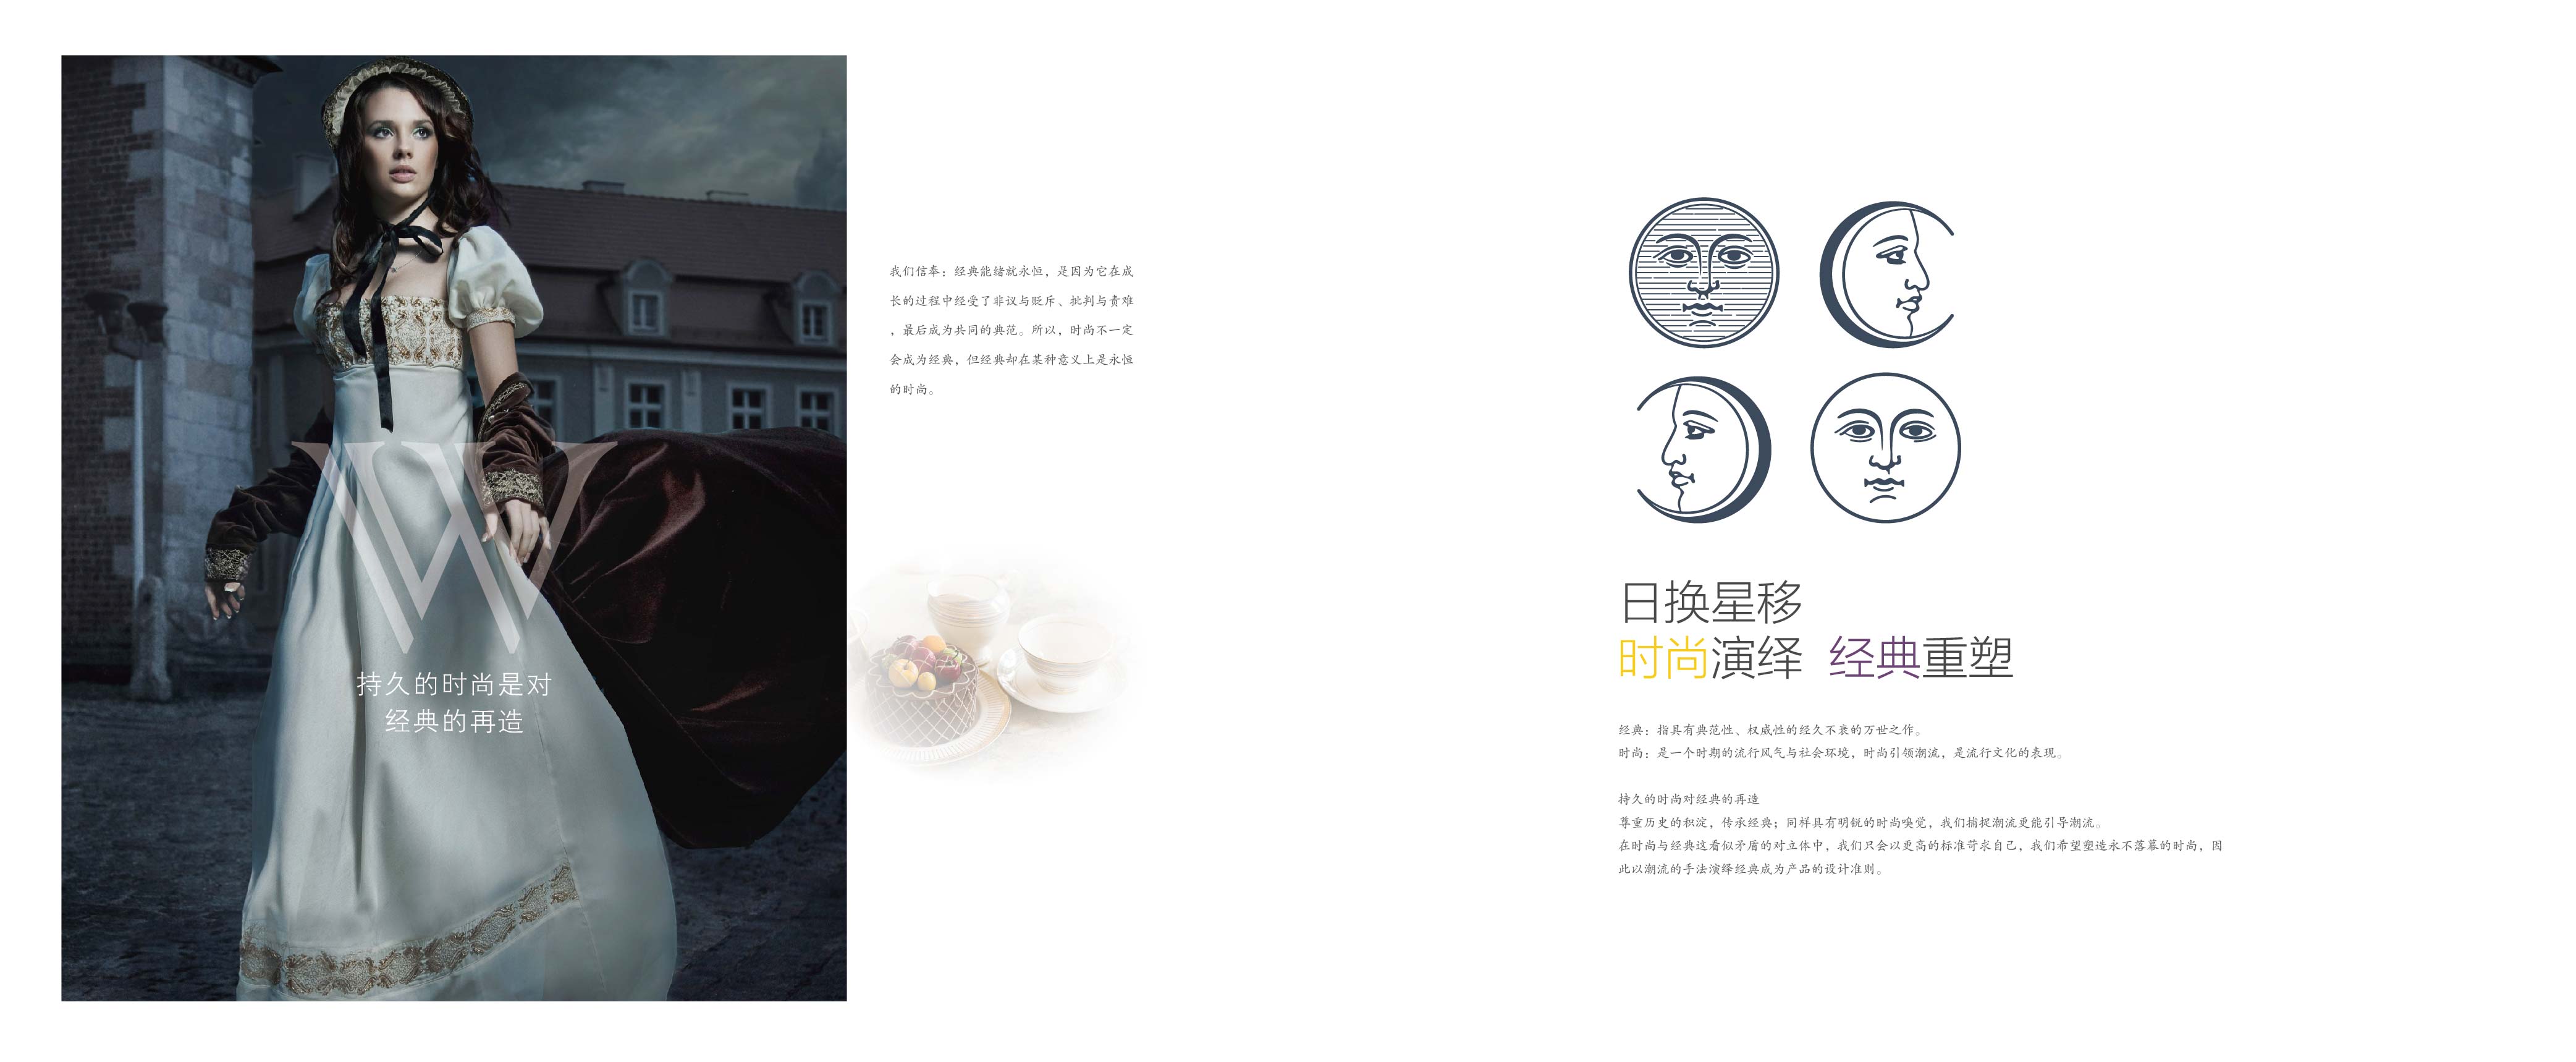 W
持久的时尚是对
经典的再造
我们信奉：经典能绪就永恒，是因为它在成
长的过程中经受了非议与贬斥、批判与责难
，最后成为共同的典范。所以，时尚不一定
会成为经典，但经典却在某种意义上是永恒
的时尚。
日换星移
时尚演绎 经典重塑
经典：指具有典范性、权威性的经久不衰的万世之作。
时尚：是一个时期的流行风气与社会环境，时尚引领潮流，是流行文化的表现。
持久的时尚对经典的再造
尊重历史的积淀，传承经典；同样具有明锐的时尚嗅觉，我们捕捉潮流更能引导潮流。
在时尚与经典这看似矛盾的对立体中，我们只会以更高的标准苛求自己，我们希望塑造永不落幕的时尚，因
此以潮流的手法演绎经典成为产品的设计准则。